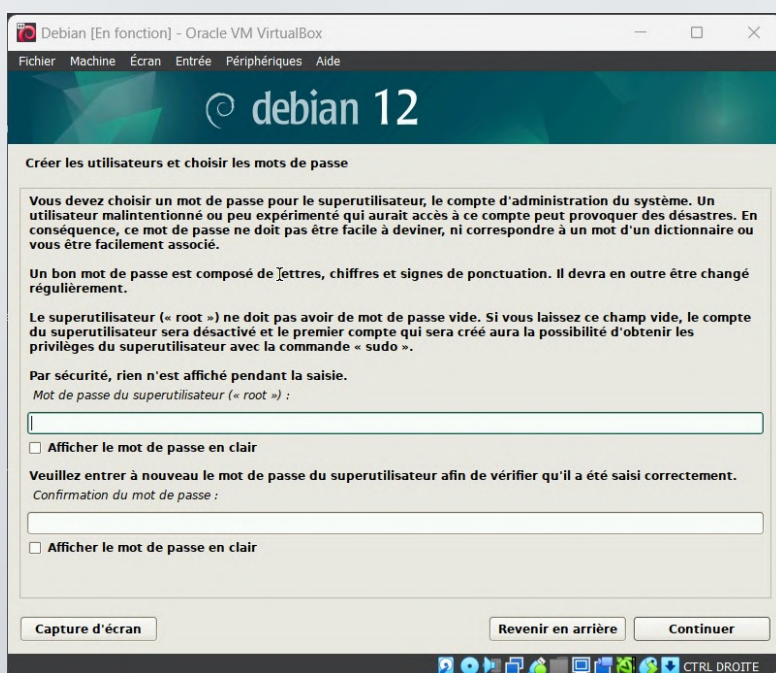 Debian [En fonction] - Oracle VM VirtualBox
Fichier Machine Écran Entrée Périphériques Aide
debian 12
Créer les utilisateurs et choisir les mots de passe
Vous devez choisir un mot de passe pour le superutilisateur, le compte d'administration du système. Un
utilisateur malintentionné ou peu expérimenté qui aurait accès à ce compte peut provoquer des désastres. En
conséquence, ce mot de passe ne doit pas être facile à deviner, ni correspondre à un mot d'un dictionnaire ou
vous être facilement associé.
Un bon mot de passe est composé de lettres, chiffres et signes de ponctuation. Il devra en outre être changé
régulièrement.
Le superutilisateur (« root ») ne doit pas avoir de mot de passe vide. Si vous laissez ce champ vide, le compte
du superutilisateur sera désactivé et le premier compte qui sera créé aura la possibilité d'obtenir les
privilèges du superutilisateur avec la commande « sudo ».
Par sécurité, rien n'est affiché pendant la saisie.
Mot de passe du superutilisateur (« root ») :
Afficher le mot de passe en clair
Veuillez entrer à nouveau le mot de passe du superutilisateur afin de vérifier qu'il a été saisi correctement.
Confirmation du mot de passe :
Afficher le mot de passe en clair
Capture d'écran Revenir en arrière Continuer
CTRL DROITE